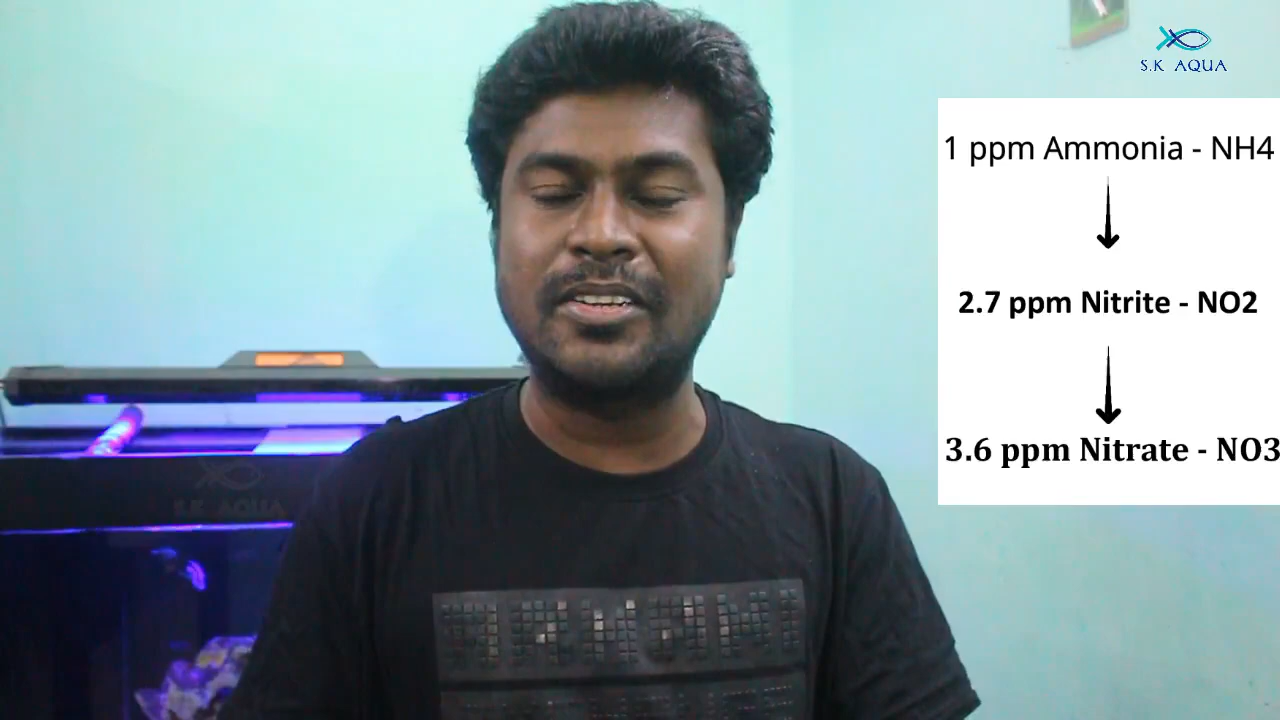 S.K AQUA
1 ppm Ammonia - NH4
2.7 ppm Nitrite - NO2
3.6 ppm Nitrate - NO3
S.K AQUA